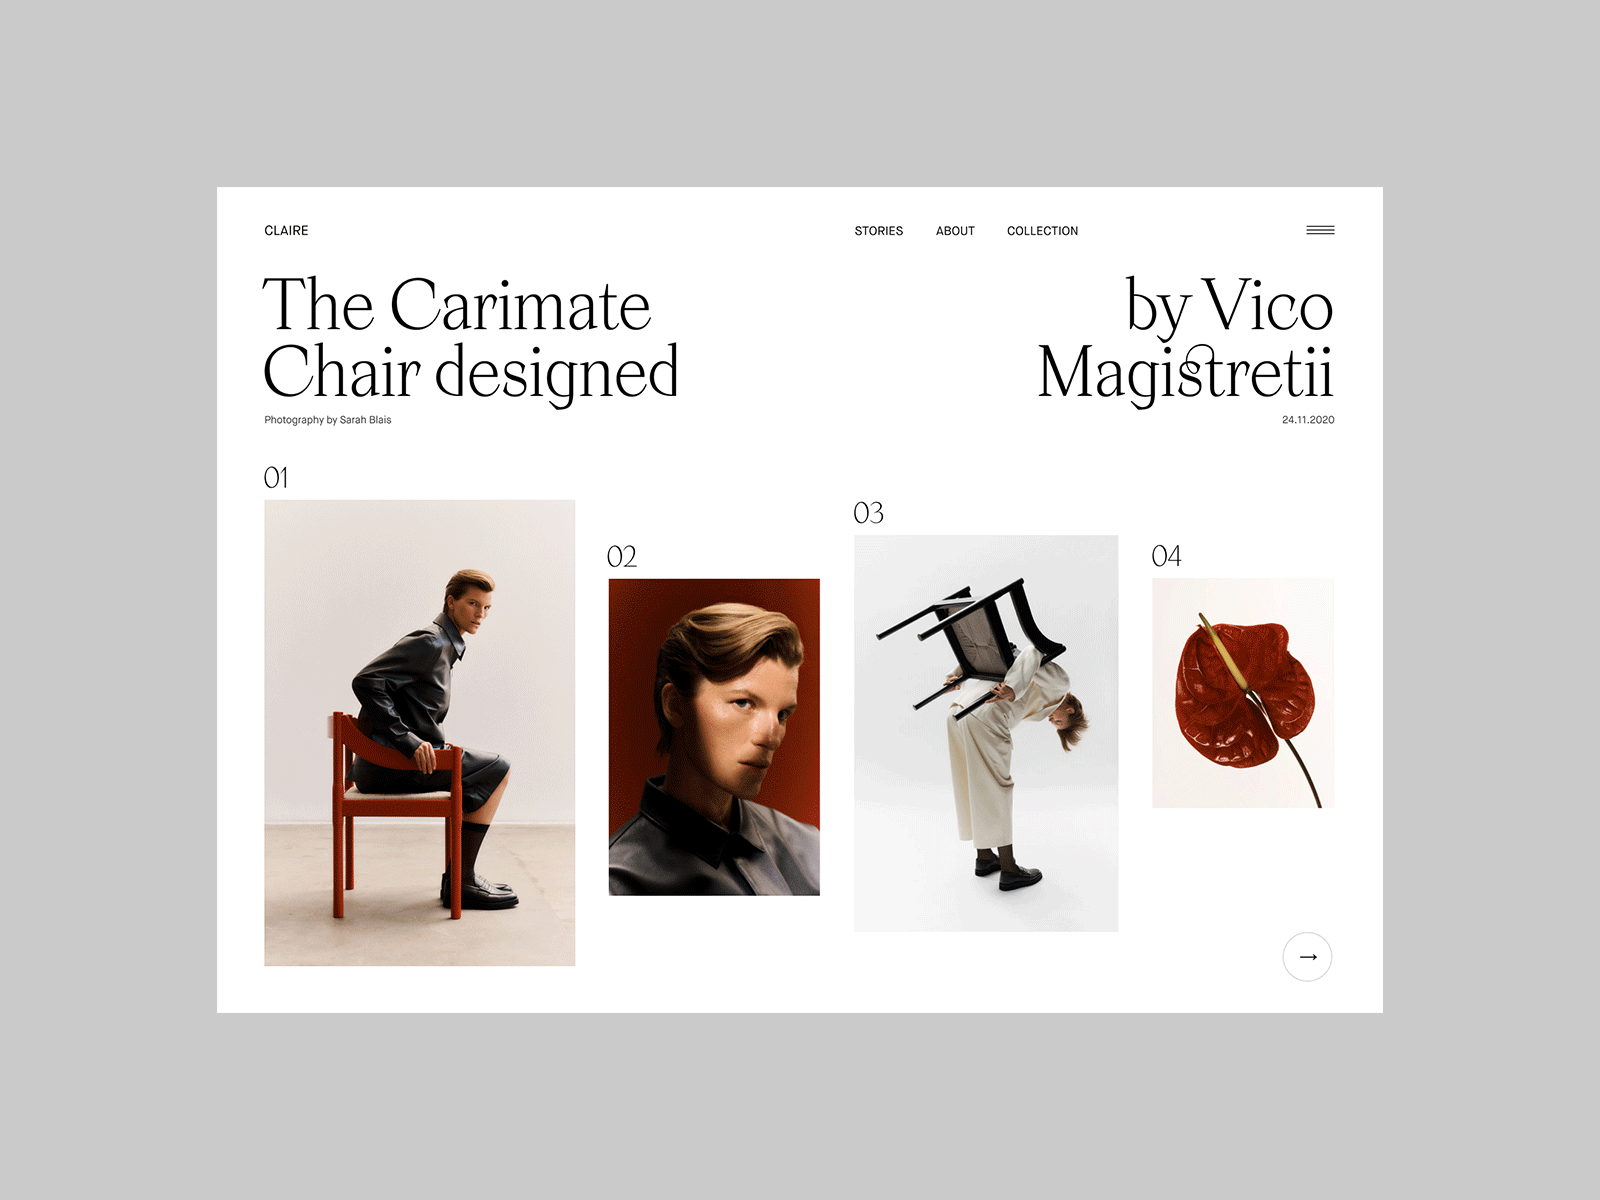 CLAIRE
STORIES ABOUT COLLECTION
The Carimate
Chair designed
by Vico
Magistretii
Photography by Sarah Blais
24.11.2020
01
02
03
04